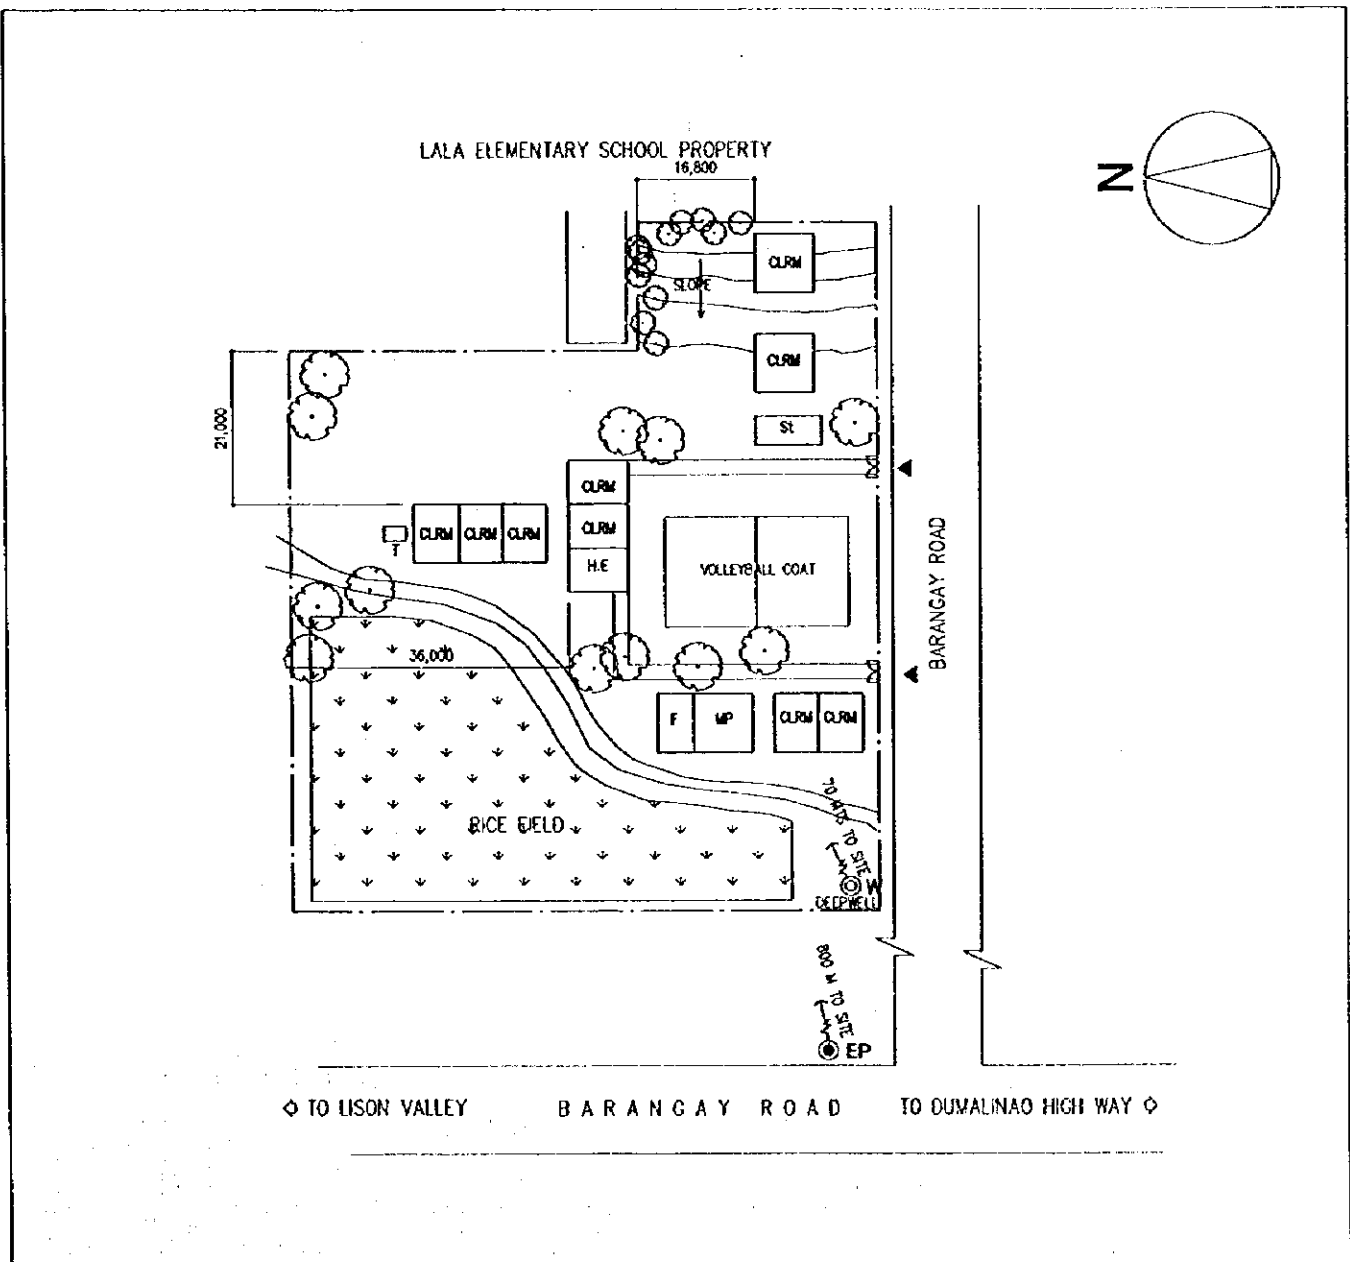 LALA ELEMENTARY SCHOOL PROPERTY
16,800
N
CLRM
SLOPE
CLRM
21,000
St
CLRM
CLRM CLRM CLRM
T
CLRM
H.E
VOLLEYBALL COAT
BARANGAY ROAD
36,000
F MP CLRM CLRM
RICE FIELD
70 MTS TO SITE
W
DEEPWELL
800 M TO SITE
EP
TO LISON VALLEY
BARANGAY ROAD
TO DUMALINAO HIGH WAY